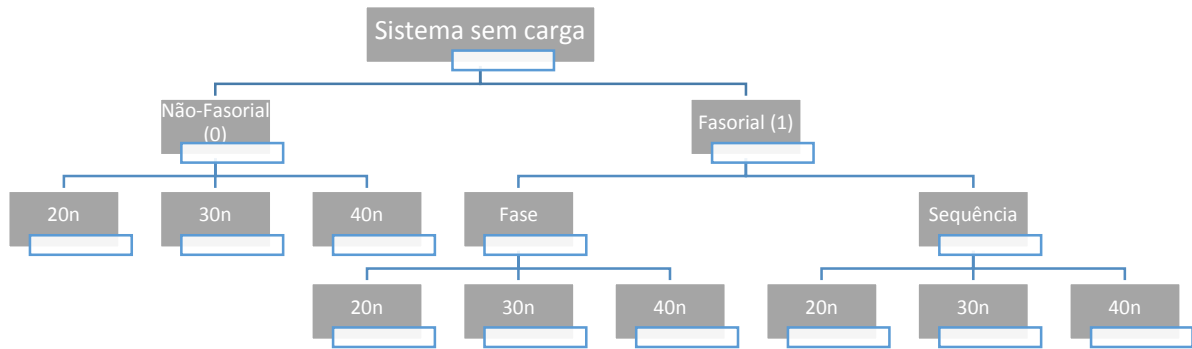 Sistema sem carga
Não-Fasorial
(0)
Fasorial (1)
20n
30n
40n
Fase
Sequência
20n
30n
40n
20n
30n
40n